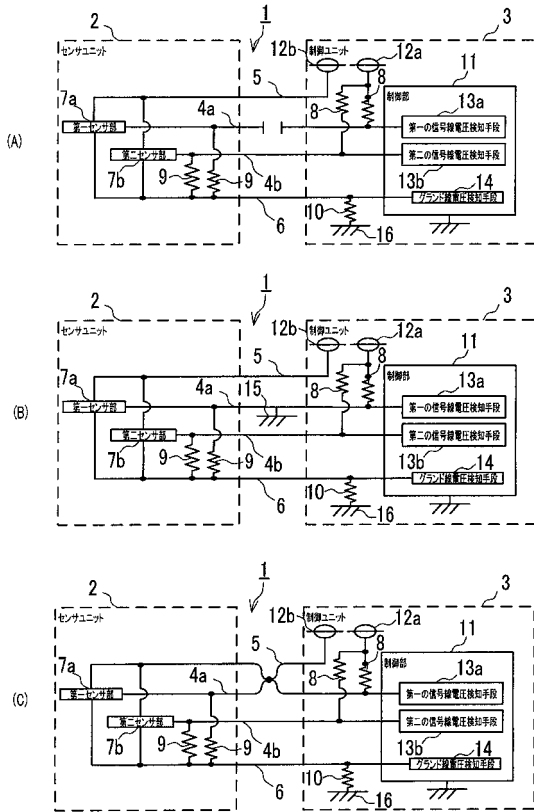 1
2
3
センサユニット
制御ユニット
12b
12a
11
5
7a
4a
8
8
制御部
13a
第一センサ部
第一の信号線電圧検知手段
(A)
第二センサ部
第二の信号線電圧検知手段
7b
9
9
4b
13b
14
グランド線電圧検知手段
6
10
16
1
2
3
センサユニット
制御ユニット
12b
12a
11
5
7a
4a
15
8
8
制御部
13a
第一センサ部
第一の信号線電圧検知手段
(B)
第二センサ部
第二の信号線電圧検知手段
7b
9
9
4b
13b
14
グランド線電圧検知手段
6
10
16
1
2
3
センサユニット
制御ユニット
12b
12a
11
5
7a
4a
8
8
制御部
13a
第一センサ部
第一の信号線電圧検知手段
(C)
第二センサ部
第二の信号線電圧検知手段
7b
9
9
4b
13b
14
グランド線電圧検知手段
6
10
16